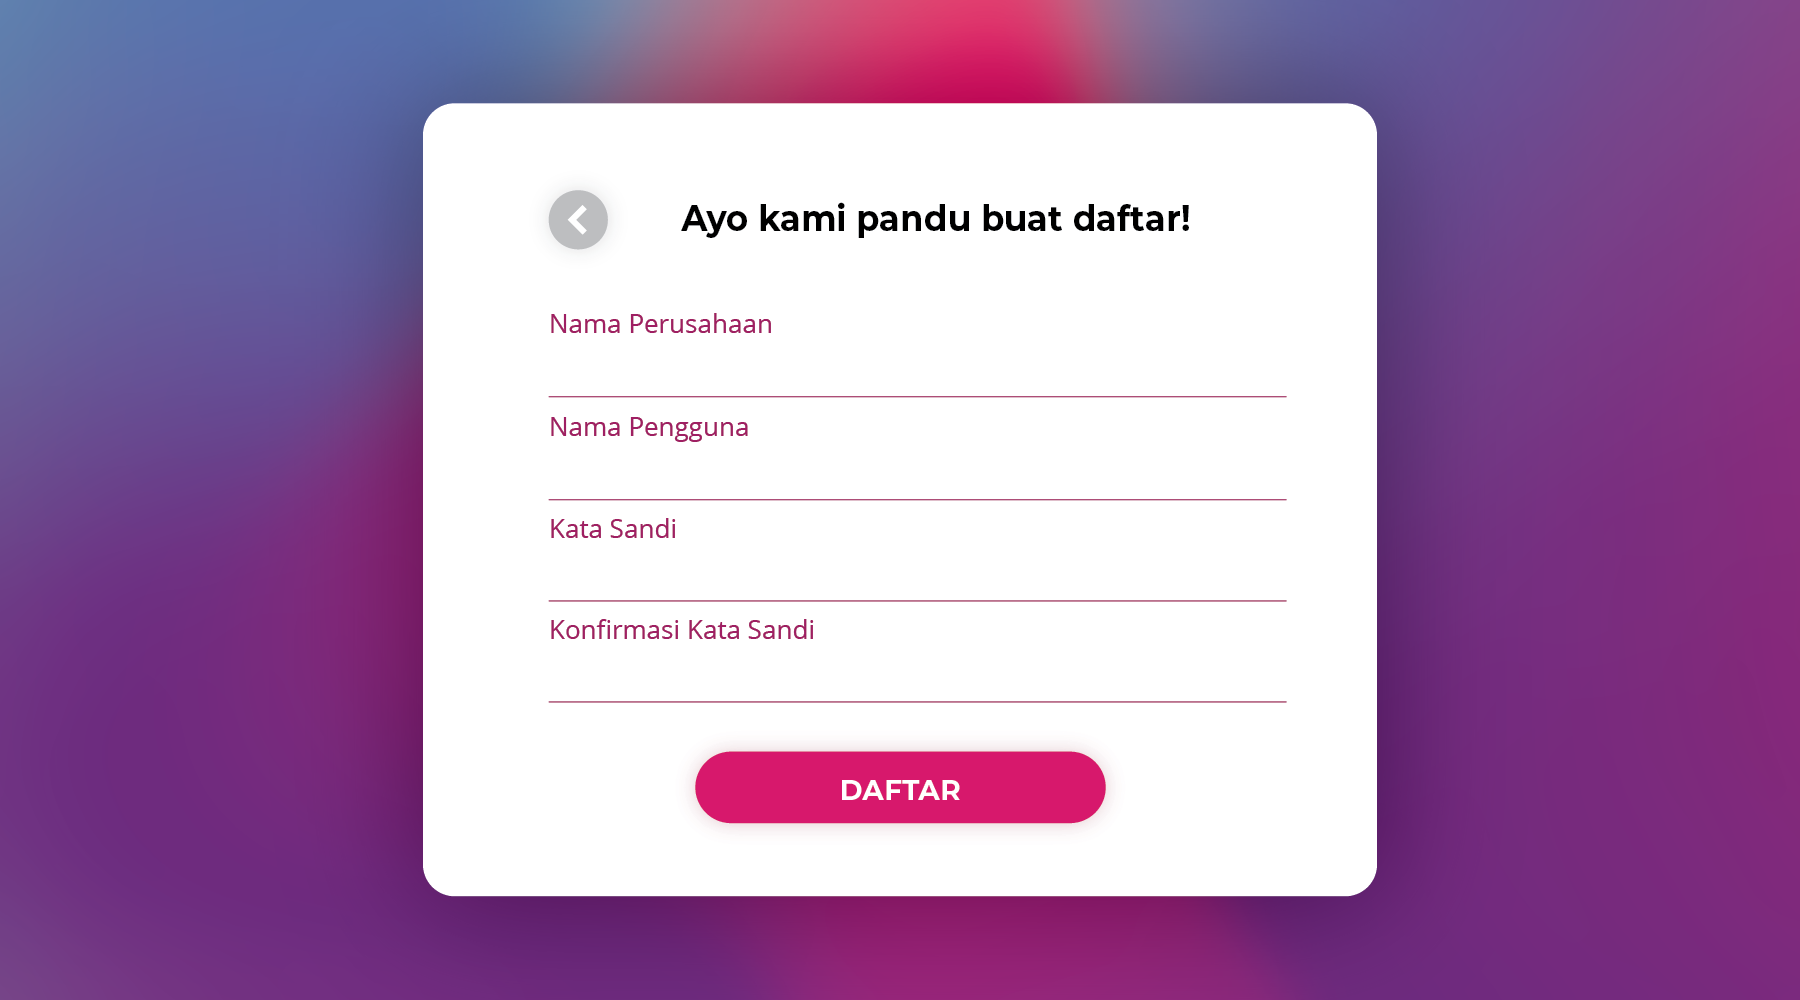 Ayo kami pandu buat daftar!
Nama Perusahaan
Nama Pengguna
Kata Sandi
Konfirmasi Kata Sandi
DAFTAR